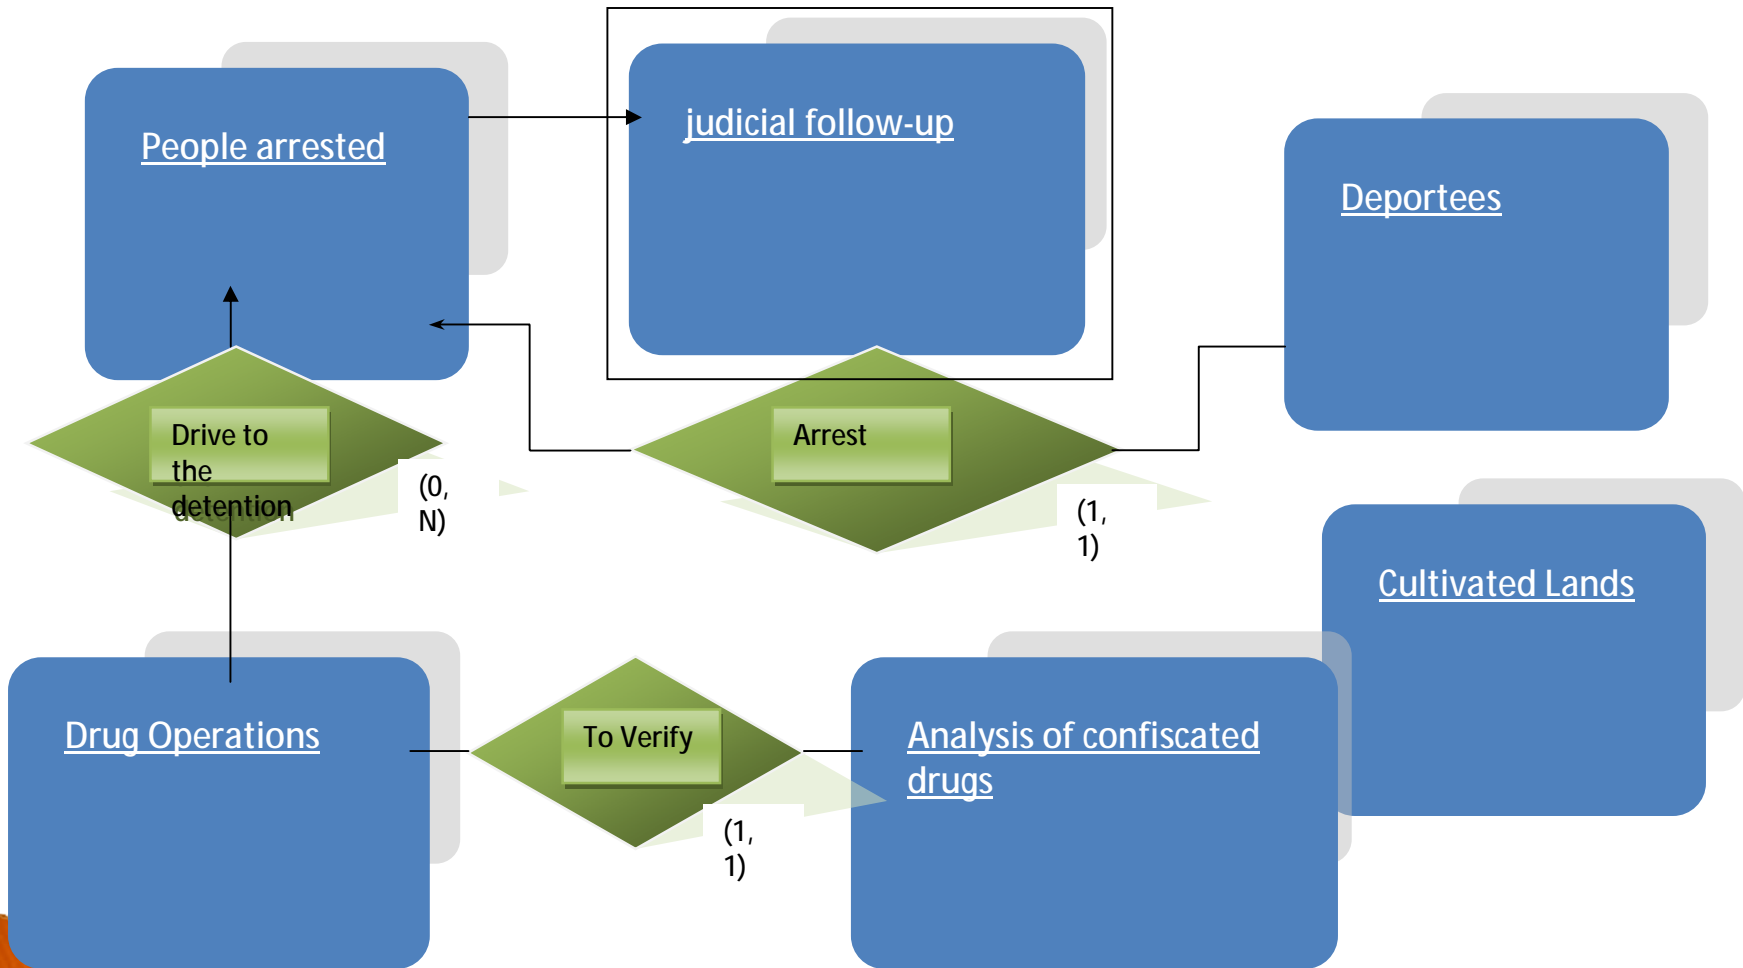 People arrested
judicial follow-up
Deportees
Drive to
the
detention
(0,
N)
Arrest
(1,
1)
Cultivated Lands
Drug Operations
To Verify
(1,
1)
Analysis of confiscated
drugs